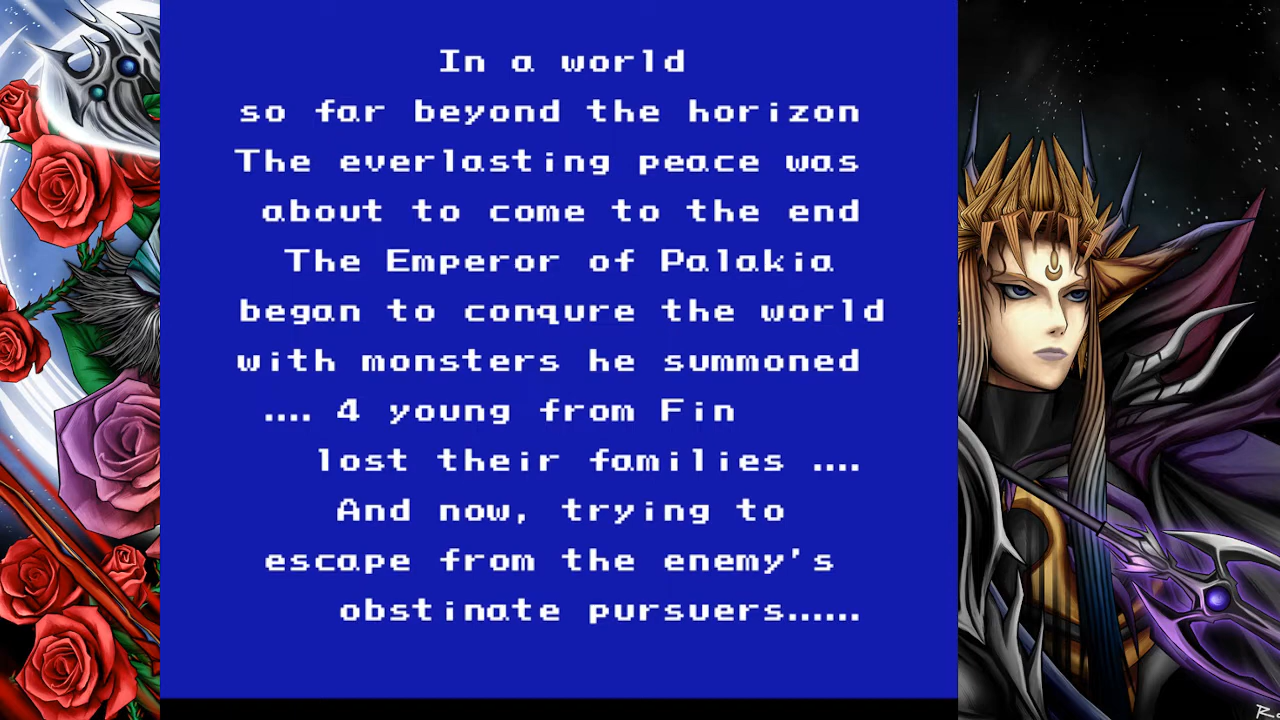 In a world
so far beyond the horizon
The everlasting peace was
about to come to the end
The Emperor of Palakia
began to conqure the world
with monsters he summoned
.... 4 young from Fin
lost their families ....
And now, trying to
escape from the enemy's
obstinate pursuers......